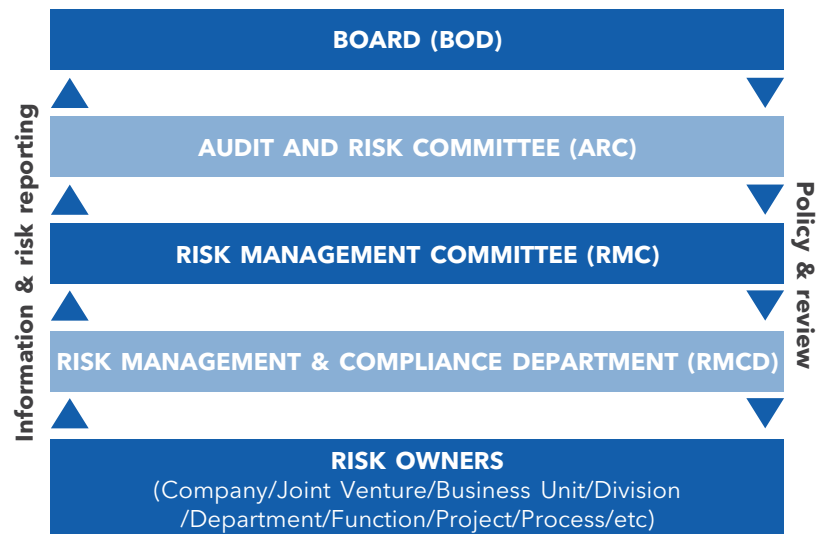 BOARD (BOD)
AUDIT AND RISK COMMITTEE (ARC)
RISK MANAGEMENT COMMITTEE (RMC)
RISK MANAGEMENT & COMPLIANCE DEPARTMENT (RMCD)
RISK OWNERS
(Company/Joint Venture/Business Unit/Division
/Department/Function/Project/Process/etc)
Information & risk reporting
Policy & review